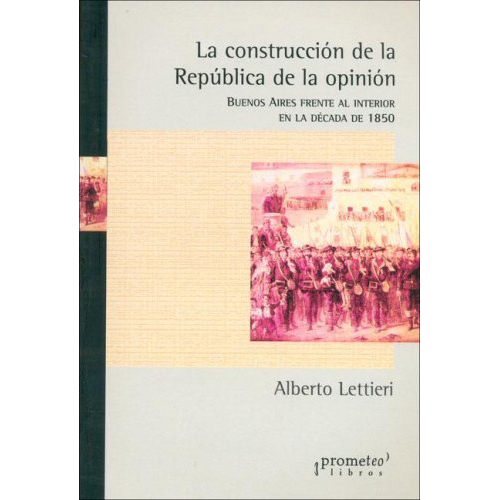 La construcción de la
República de la opinión
BUENOS AIRES FRENTE AL INTERIOR
EN LA DÉCADA DE 1850
Alberto Lettieri
prometeo
libros